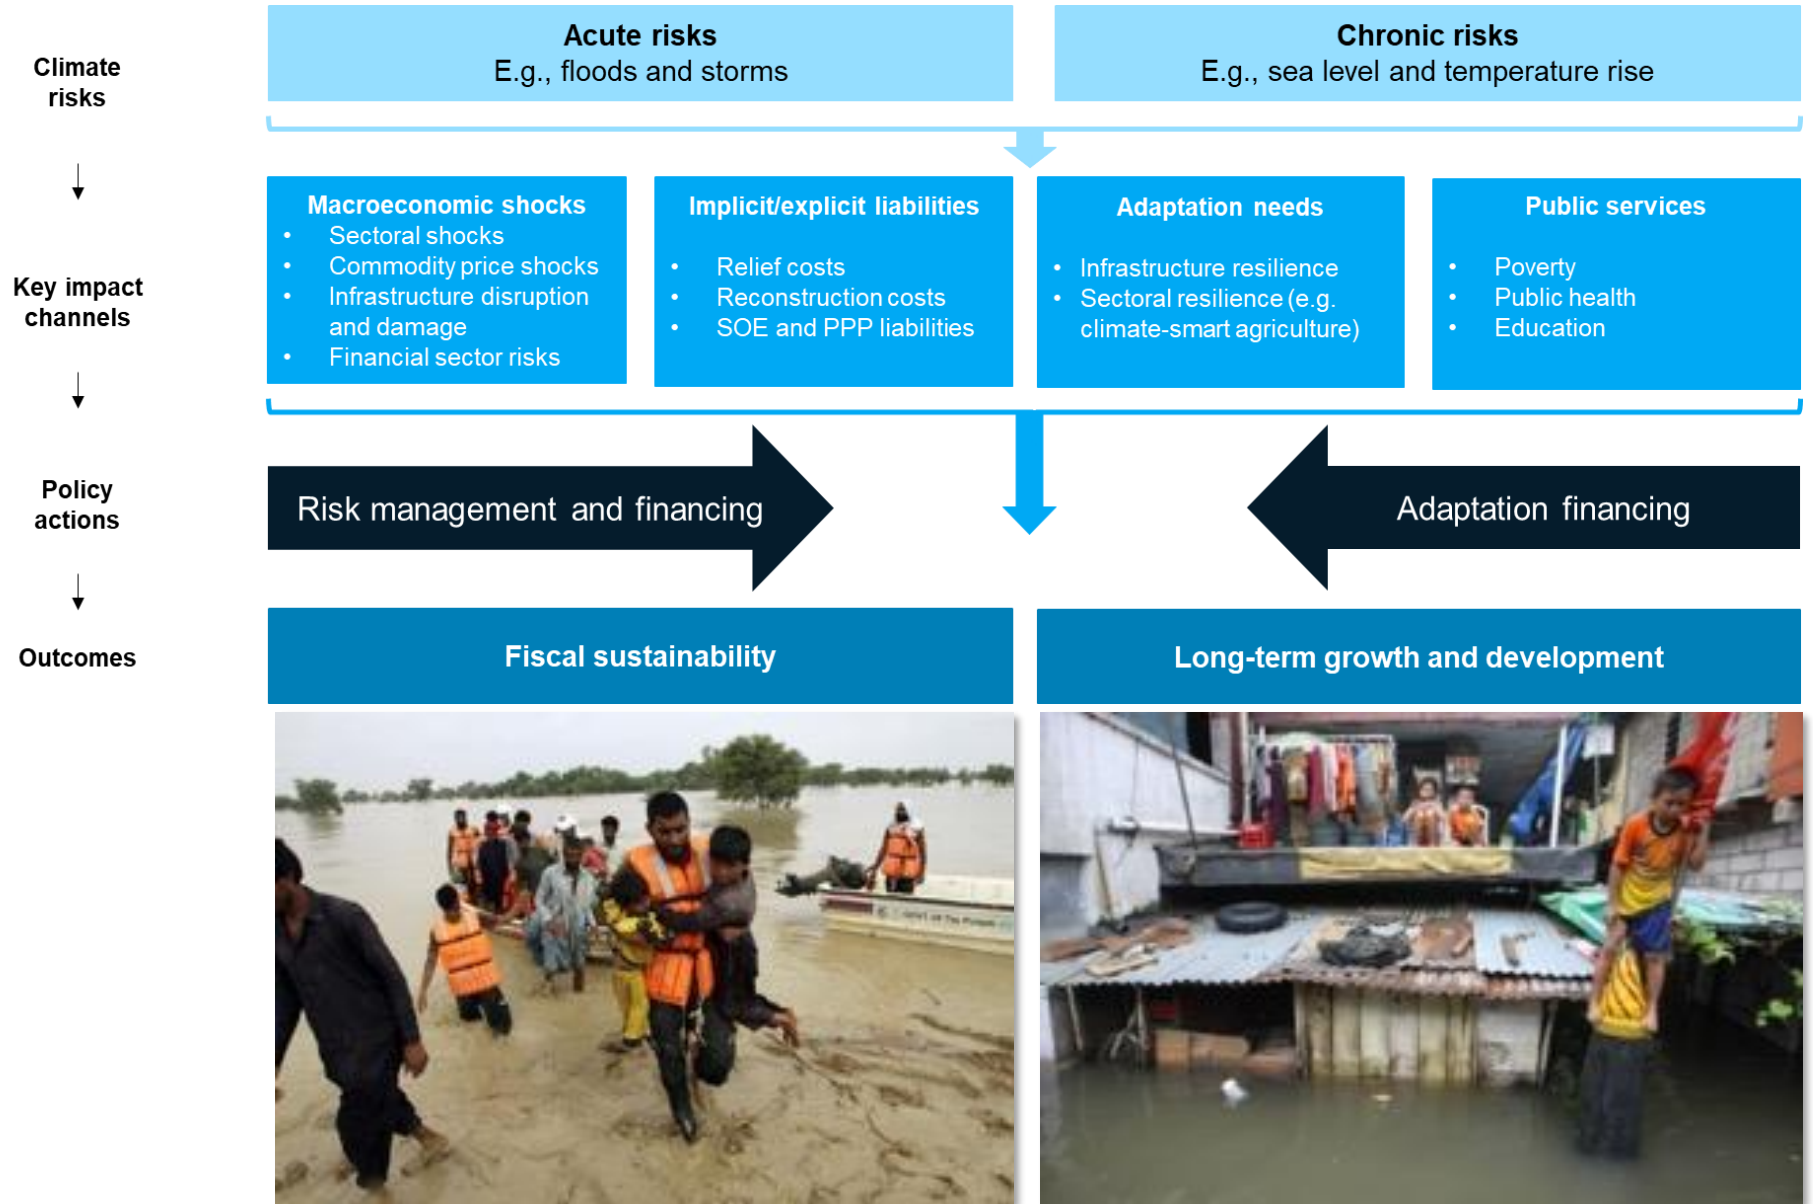 Climate
risks
Acute risks
E.g., floods and storms
Chronic risks
E.g., sea level and temperature rise
Key impact
channels
Macroeconomic shocks
• Sectoral shocks
• Commodity price shocks
• Infrastructure disruption
and damage
• Financial sector risks
Implicit/explicit liabilities
• Relief costs
• Reconstruction costs
• SOE and PPP liabilities
Adaptation needs
• Infrastructure resilience
• Sectoral resilience (e.g.
climate-smart agriculture)
Public services
• Poverty
• Public health
• Education
Policy
actions
Risk management and financing
Adaptation financing
Outcomes
Fiscal sustainability
Long-term growth and development